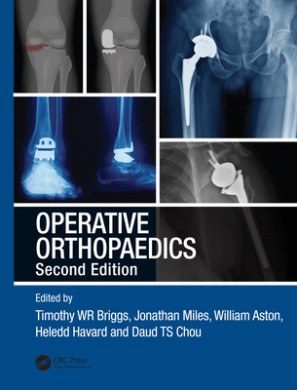 OPERATIVE
ORTHOPAEDICS
Second Edition
Edited by
Timothy WR Briggs, Jonathan Miles, William Aston,
Heledd Havard and Daud TS Chou
CRC Press